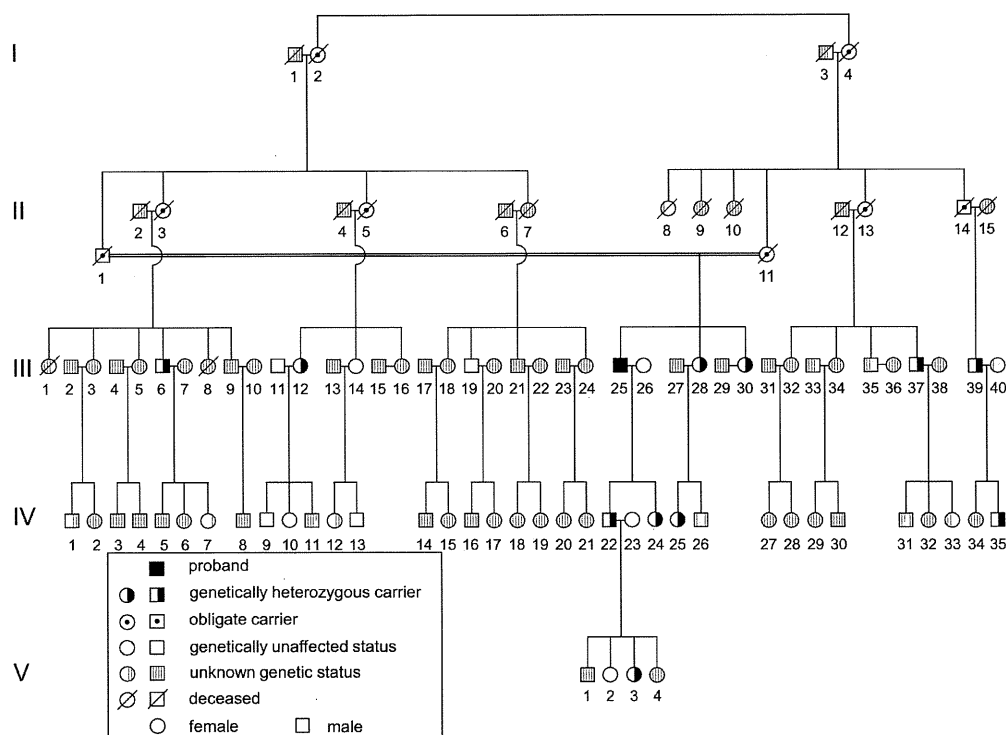 I
1 2 3 4
II
2 3 4 5 6 7 8 9 10 12 13 14 15
1 11
III
1 2 3 4 5 6 7 8 9 10 11 12 13 14 15 16 17 18 19 20 21 22 23 24 25 26 27 28 29 30 31 32 33 34 35 36 37 38 39 40
IV
1 2 3 4 5 6 7 8 9 10 11 12 13 14 15 16 17 18 19 20 21 22 23 24 25 26 27 28 29 30 31 32 33 34 35
proband
genetically heterozygous carrier
obligate carrier
genetically unaffected status
unknown genetic status
deceased
female male
V
1 2 3 4